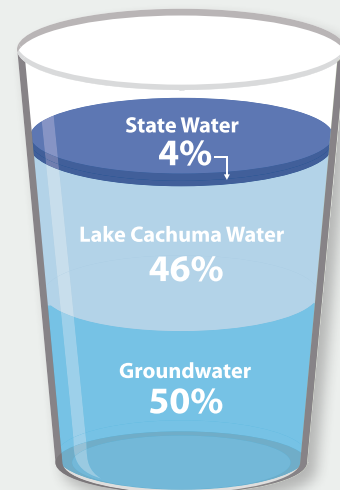 State Water
4%
Lake Cachuma Water
46%
Groundwater
50%